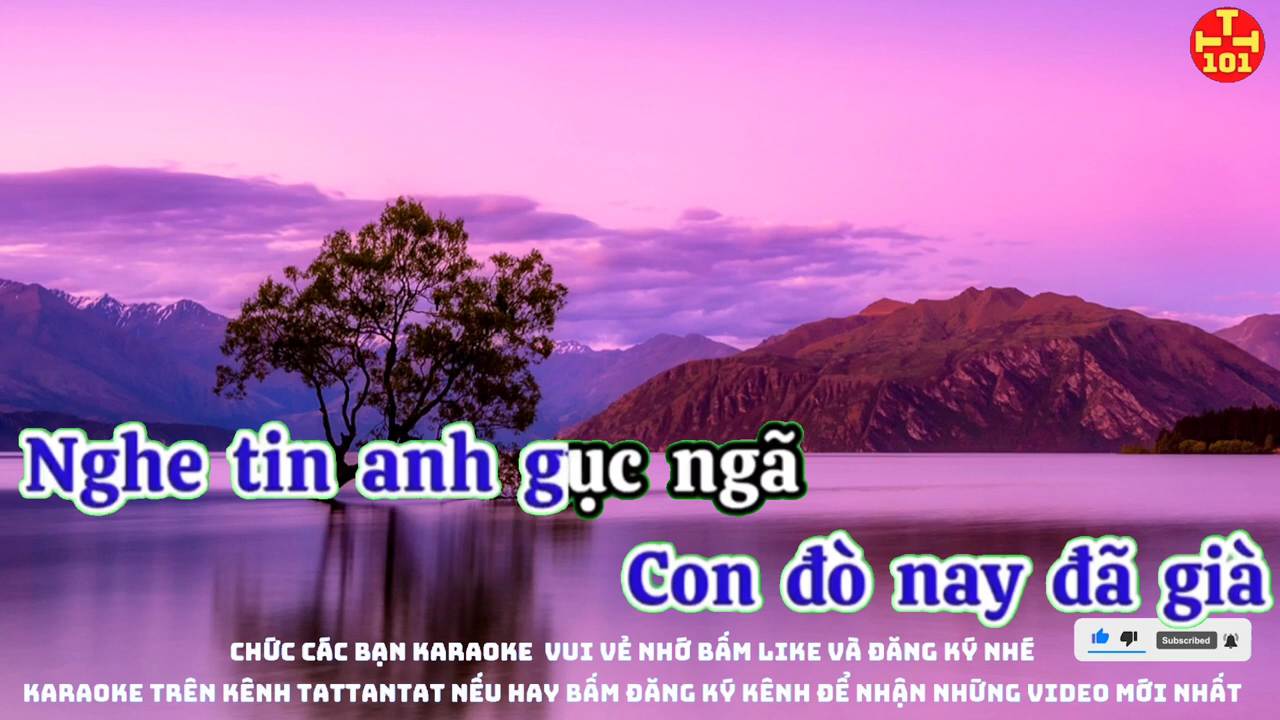 TTT
101
Nghe tin anh gục ngã
Con đò nay đã già
CHỨC CÁC BẠN KARAOKE VUI VẺ NHỚ BẤM LIKE VÀ ĐĂNG KÝ NHÉ
Subscribed
KARAOKE TRÊN KÊNH TATTANTAT NẾU HAY BẤM ĐĂNG KÝ KÊNH ĐỂ NHẬN NHỮNG VIDEO MỚI NHẤT